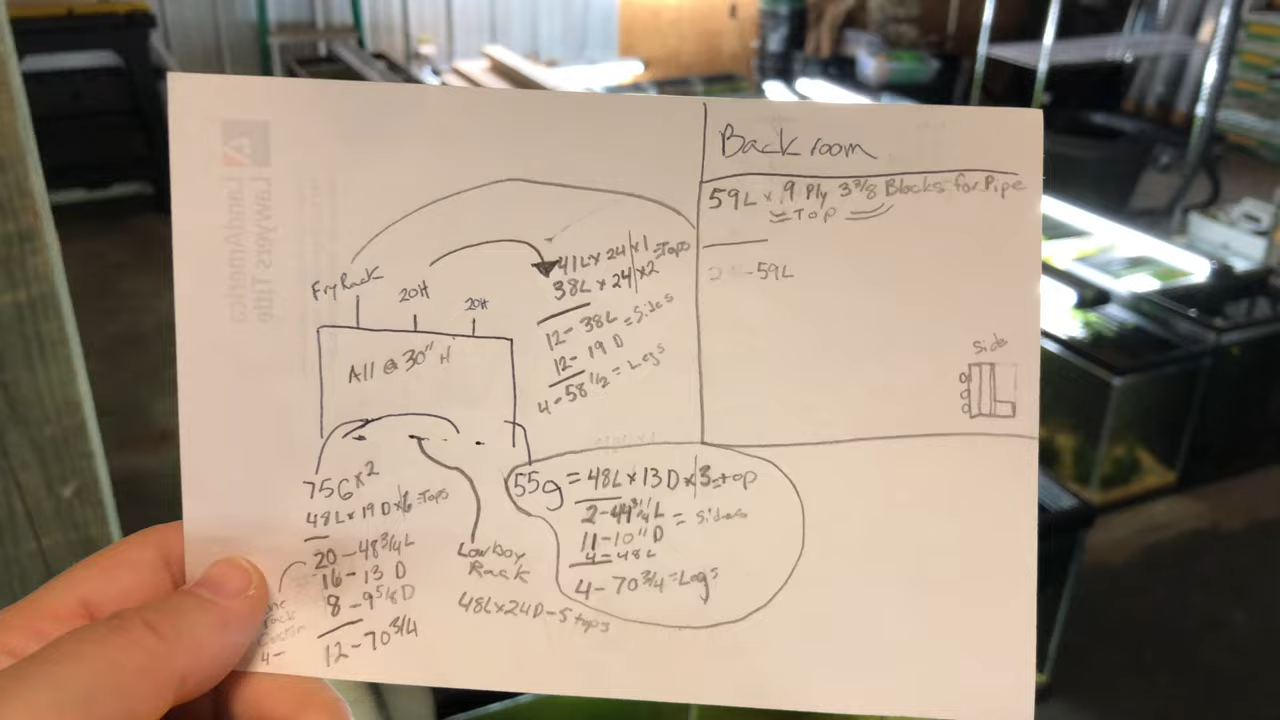 Back room
59L x .9 Ply 3 3/8 Blocks for Pipe
TOP
-59L
Side
41L x 24 x 1 = Tops
38L x 24 x 2
12 - 38L
12 - 19 D = Sides
4 - 58 1/2 = Legs
Fry Rack
20H
20H
All @ 30" H
75G x2
48L x 19 D x 6 = Tops
20 - 48 3/4 L
16 - 13 D
8 - 9 5/8 D
12 - 70 3/4
4 -
Lowboy
Rack
48L x 24D - 5 tops
55g = 48L x 13 D x 3 = top
2 - 44 3/4 L
11 - 10" D = Sides
4 = 48L
4 - 70 3/4 = Legs
Lawyers Title
LandAmerica